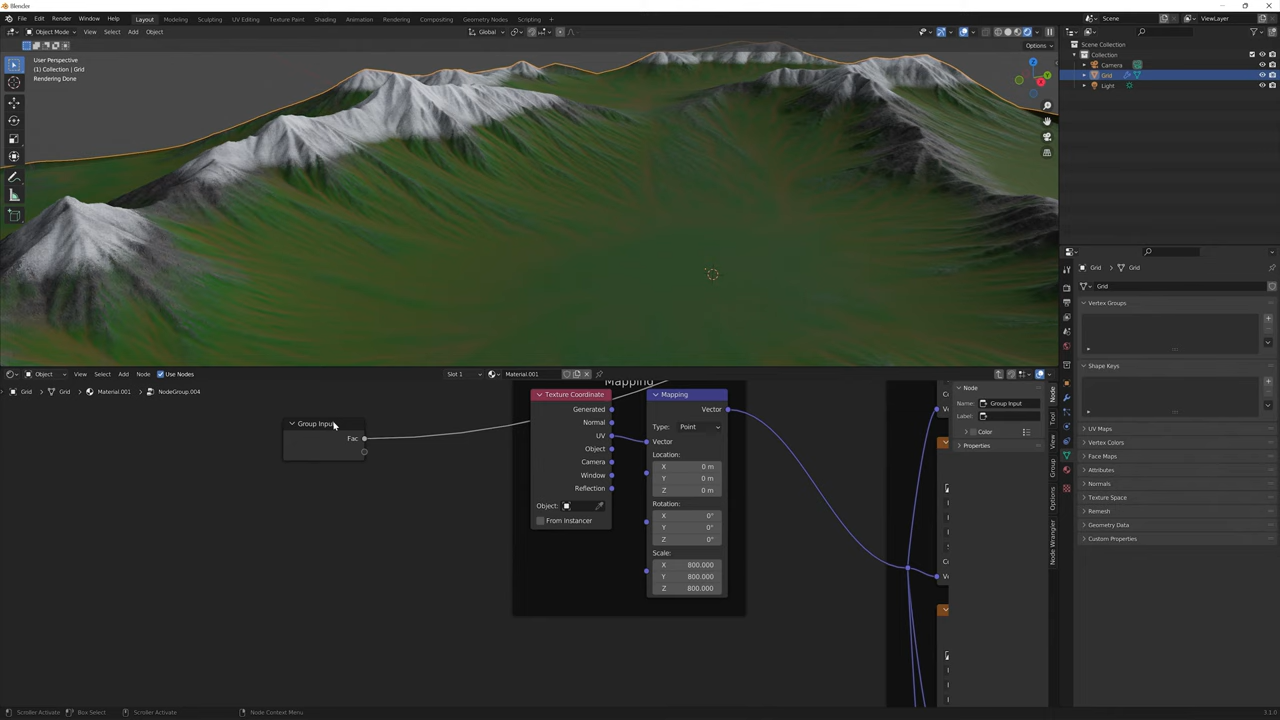 Blender
File Edit Render Window Help Layout Modeling Sculpting UV Editing Texture Paint Shading Animation Rendering Compositing Geometry Nodes Scripting + Scene ViewLayer
Object Mode View Select Add Object Global
Options
User Perspective
(1) Collection | Grid
Rendering Done
Z
Y
X
Scene Collection
Collection
Camera
Grid
Light
Grid > Grid
Grid
Vertex Groups
Shape Keys
UV Maps
Vertex Colors
Face Maps
Attributes
Normals
Texture Space
Remesh
Geometry Data
Custom Properties
Object View Select Add Node Use Nodes Slot 1 Material.001
Grid > Grid > Material.001 > NodeGroup.004
Group Input
Fac
Mapping
Texture Coordinate
Generated
Normal
UV
Object
Camera
Window
Reflection
Object:
From Instancer
Mapping
Vector
Type: Point
Vector
Location:
X 0 m
Y 0 m
Z 0 m
Rotation:
X 0°
Y 0°
Z 0°
Scale:
X 800.000
Y 800.000
Z 800.000
Node
Name: Group Input
Label:
Color
Properties
Node
Tool
View
Group
Options
Node Wrangler
Scroller Activate Box Select Scroller Activate Node Context Menu 3.1.0